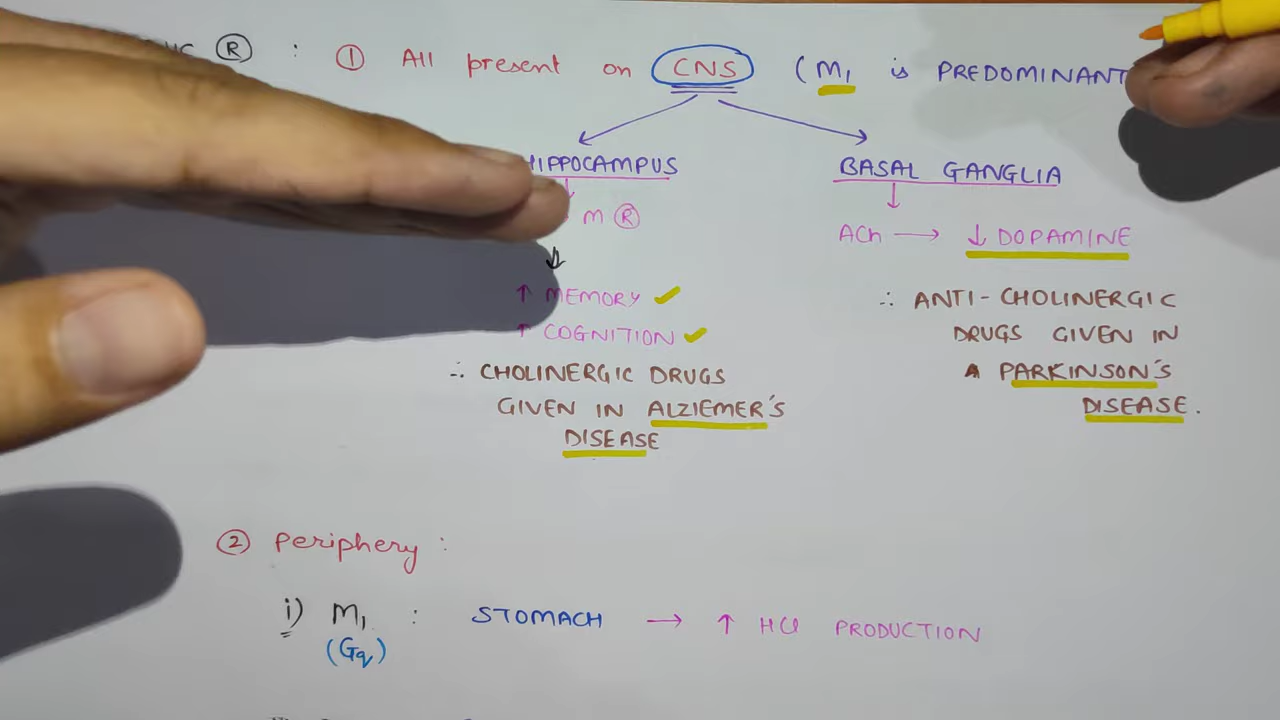 Ⓡ : ① All present on CNS (M₁ is PREDOMINANT
HIPPOCAMPUS
BASAL GANGLIA
M Ⓡ
ACh → ↓ DOPAMINE
↑ MEMORY ✓
↑ COGNITION ✓
∴ CHOLINERGIC DRUGS
GIVEN IN ALZIEMER'S
DISEASE
∴ ANTI-CHOLINERGIC
DRUGS GIVEN IN
PARKINSON'S
DISEASE.
② Periphery :
i) M₁ : STOMACH → ↑ HCl PRODUCTION
(Gq)